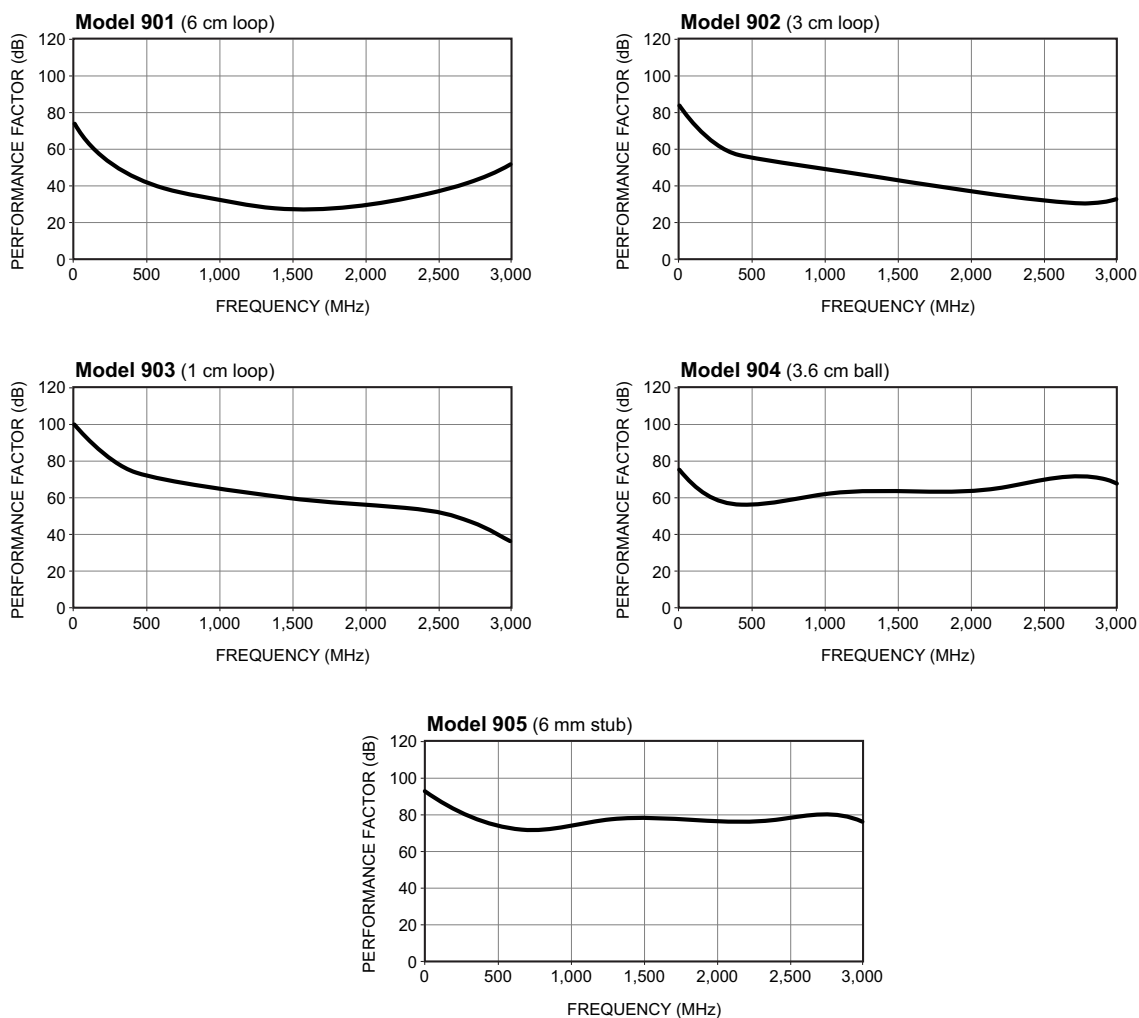 Model 901 (6 cm loop)
PERFORMANCE FACTOR (dB)
120
100
80
60
40
20
0
0 500 1,000 1,500 2,000 2,500 3,000
FREQUENCY (MHz)
Model 902 (3 cm loop)
PERFORMANCE FACTOR (dB)
120
100
80
60
40
20
0
0 500 1,000 1,500 2,000 2,500 3,000
FREQUENCY (MHz)
Model 903 (1 cm loop)
PERFORMANCE FACTOR (dB)
120
100
80
60
40
20
0
0 500 1,000 1,500 2,000 2,500 3,000
FREQUENCY (MHz)
Model 904 (3.6 cm ball)
PERFORMANCE FACTOR (dB)
120
100
80
60
40
20
0
0 500 1,000 1,500 2,000 2,500 3,000
FREQUENCY (MHz)
Model 905 (6 mm stub)
PERFORMANCE FACTOR (dB)
120
100
80
60
40
20
0
0 500 1,000 1,500 2,000 2,500 3,000
FREQUENCY (MHz)